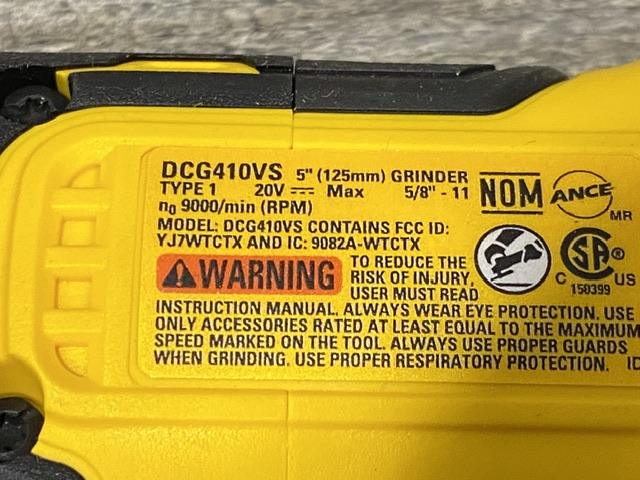 DCG410VS 5" (125mm) GRINDER
TYPE 1 20V Max 5/8" - 11
n0 9000/min (RPM)
MODEL: DCG410VS CONTAINS FCC ID:
YJ7WTCTX AND IC: 9082A-WTCTX
NOM ANCE MR
WARNING
TO REDUCE THE
RISK OF INJURY,
USER MUST READ
INSTRUCTION MANUAL. ALWAYS WEAR EYE PROTECTION. USE
ONLY ACCESSORIES RATED AT LEAST EQUAL TO THE MAXIMUM
SPEED MARKED ON THE TOOL. ALWAYS USE PROPER GUARDS
WHEN GRINDING. USE PROPER RESPIRATORY PROTECTION. ID
C SA ® US
150399